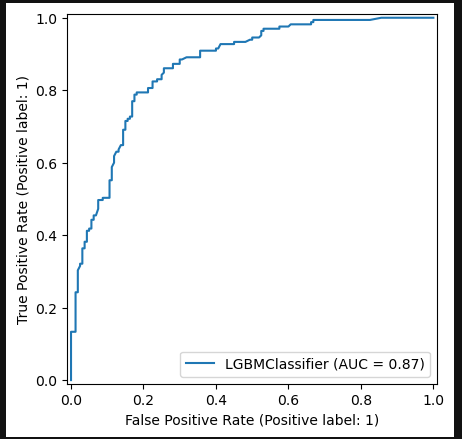 1.0
0.8
0.6
0.4
0.2
0.0
True Positive Rate (Positive label: 1)
LGBMClassifier (AUC = 0.87)
0.0 0.2 0.4 0.6 0.8 1.0
False Positive Rate (Positive label: 1)